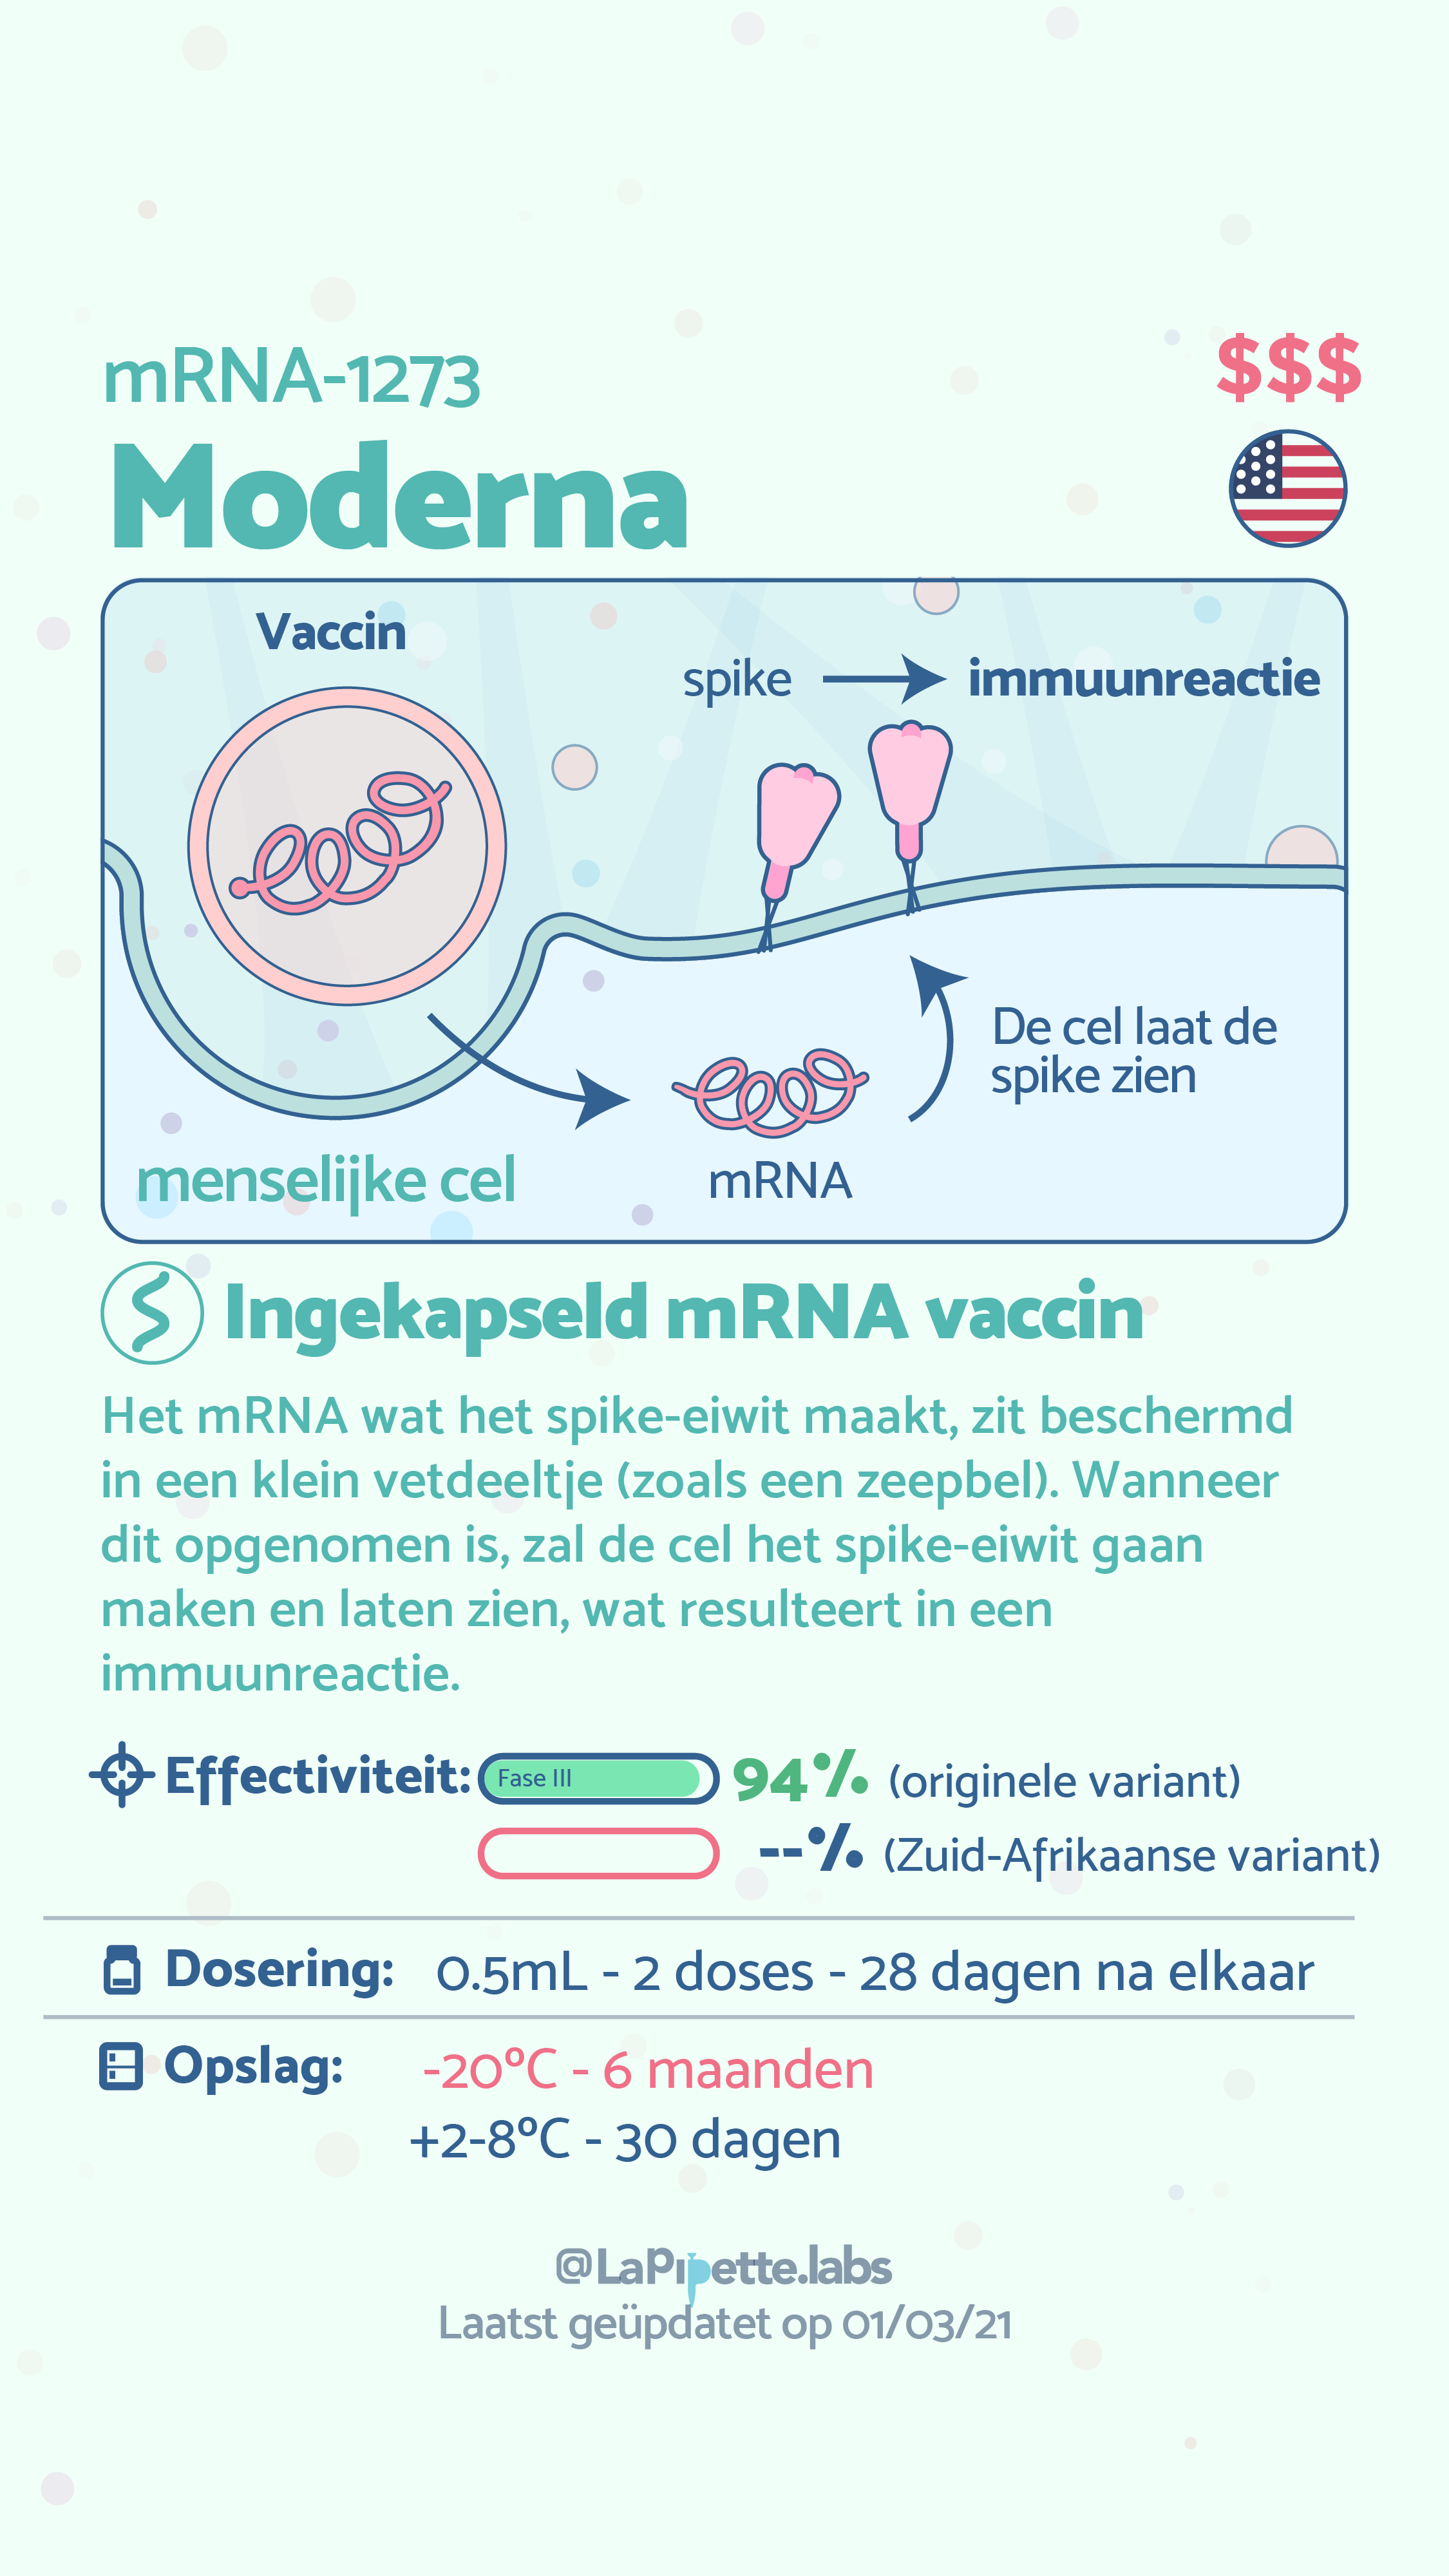 mRNA-1273
$$$
Moderna
Vaccin
spike
immuunreactie
De cel laat de
spike zien
menselijke cel
mRNA
Ingekapseld mRNA vaccin
Het mRNA wat het spike-eiwit maakt, zit beschermd
in een klein vetdeeltje (zoals een zeepbel). Wanneer
dit opgenomen is, zal de cel het spike-eiwit gaan
maken en laten zien, wat resulteert in een
immuunreactie.
Effectiviteit: Fase III 94% (originele variant)
--% (Zuid-Afrikaanse variant)
Dosering: 0.5mL - 2 doses - 28 dagen na elkaar
Opslag: -20°C - 6 maanden
+2-8°C - 30 dagen
@LaPipette.labs
Laatst geüpdatet op 01/03/21